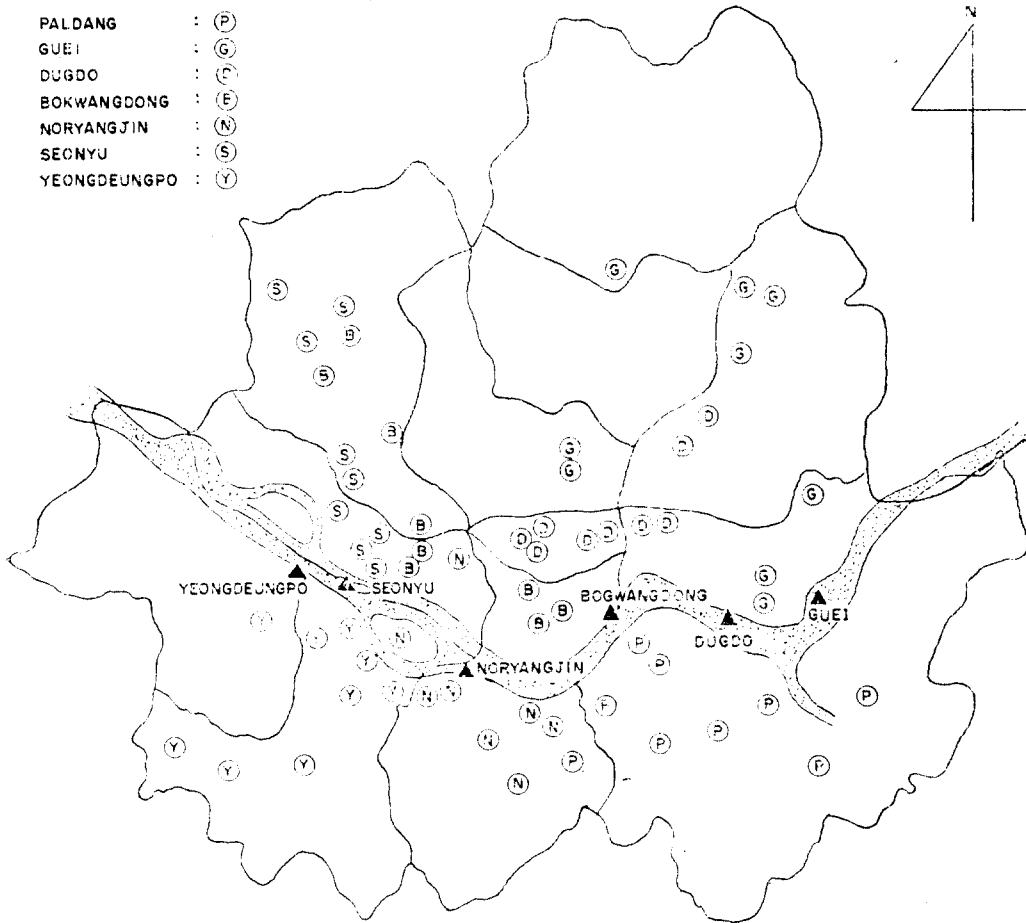 PALDANG : P
GUEI : G
DUGDO : D
BOKWANGDONG : B
NORYANGJIN : N
SEONYU : S
YEONGDEUNGPO : Y
N
G
S G G
S
S B G
B
D
B D
G
S G
S
G
S
B D D D
S D D
N D
S B
S B
G
YEONGDEUNGPO SEONYU B BOGWANGDONG
B G
B GUEI
DUGDO
Y N P
Y P
NORYANGJIN
Y N N P
P
N
N P
Y N P
Y P P
Y N